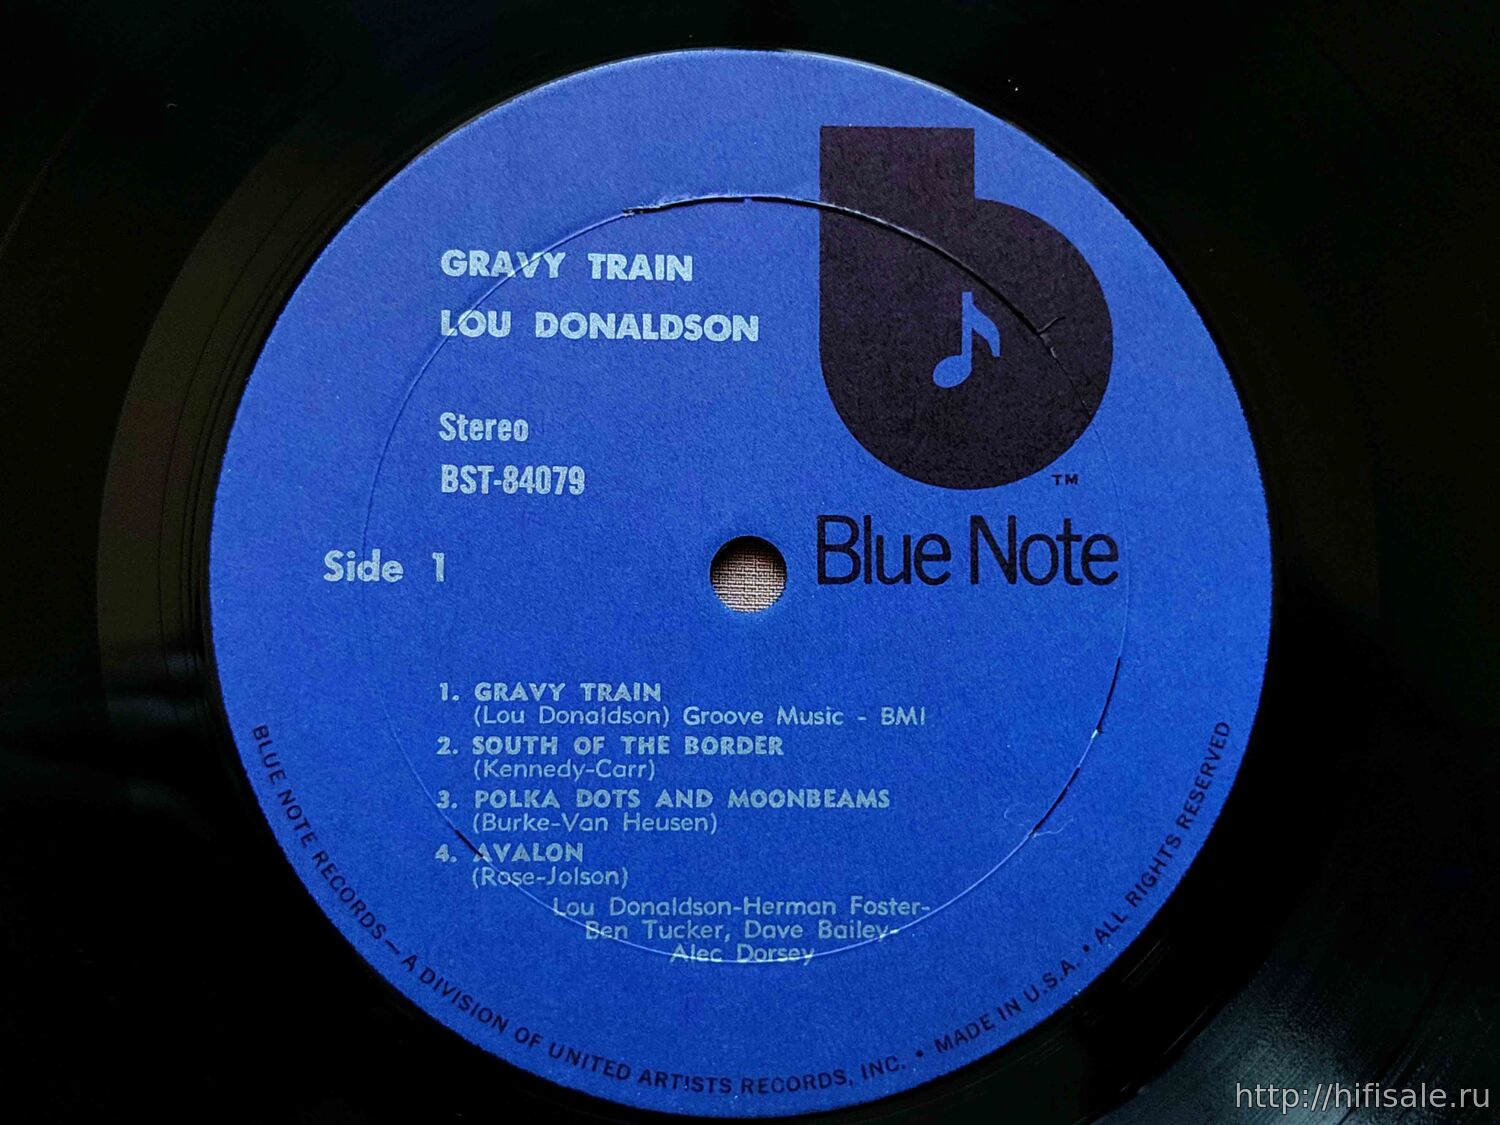 GRAVY TRAIN
LOU DONALDSON
Stereo
BST-84079
Side 1
TM
Blue Note
1. GRAVY TRAIN
(Lou Donaldson) Groove Music - BMI
2. SOUTH OF THE BORDER
(Kennedy-Carr)
3. POLKA DOTS AND MOONBEAMS
(Burke-Van Heusen)
4. AVALON
(Rose-Jolson)
Lou Donaldson-Herman Foster-
Ben Tucker, Dave Bailey-
Alec Dorsey
BLUE NOTE RECORDS — A DIVISION OF UNITED ARTISTS RECORDS, INC. • MADE IN U.S.A. • ALL RIGHTS RESERVED
http://hifisale.ru